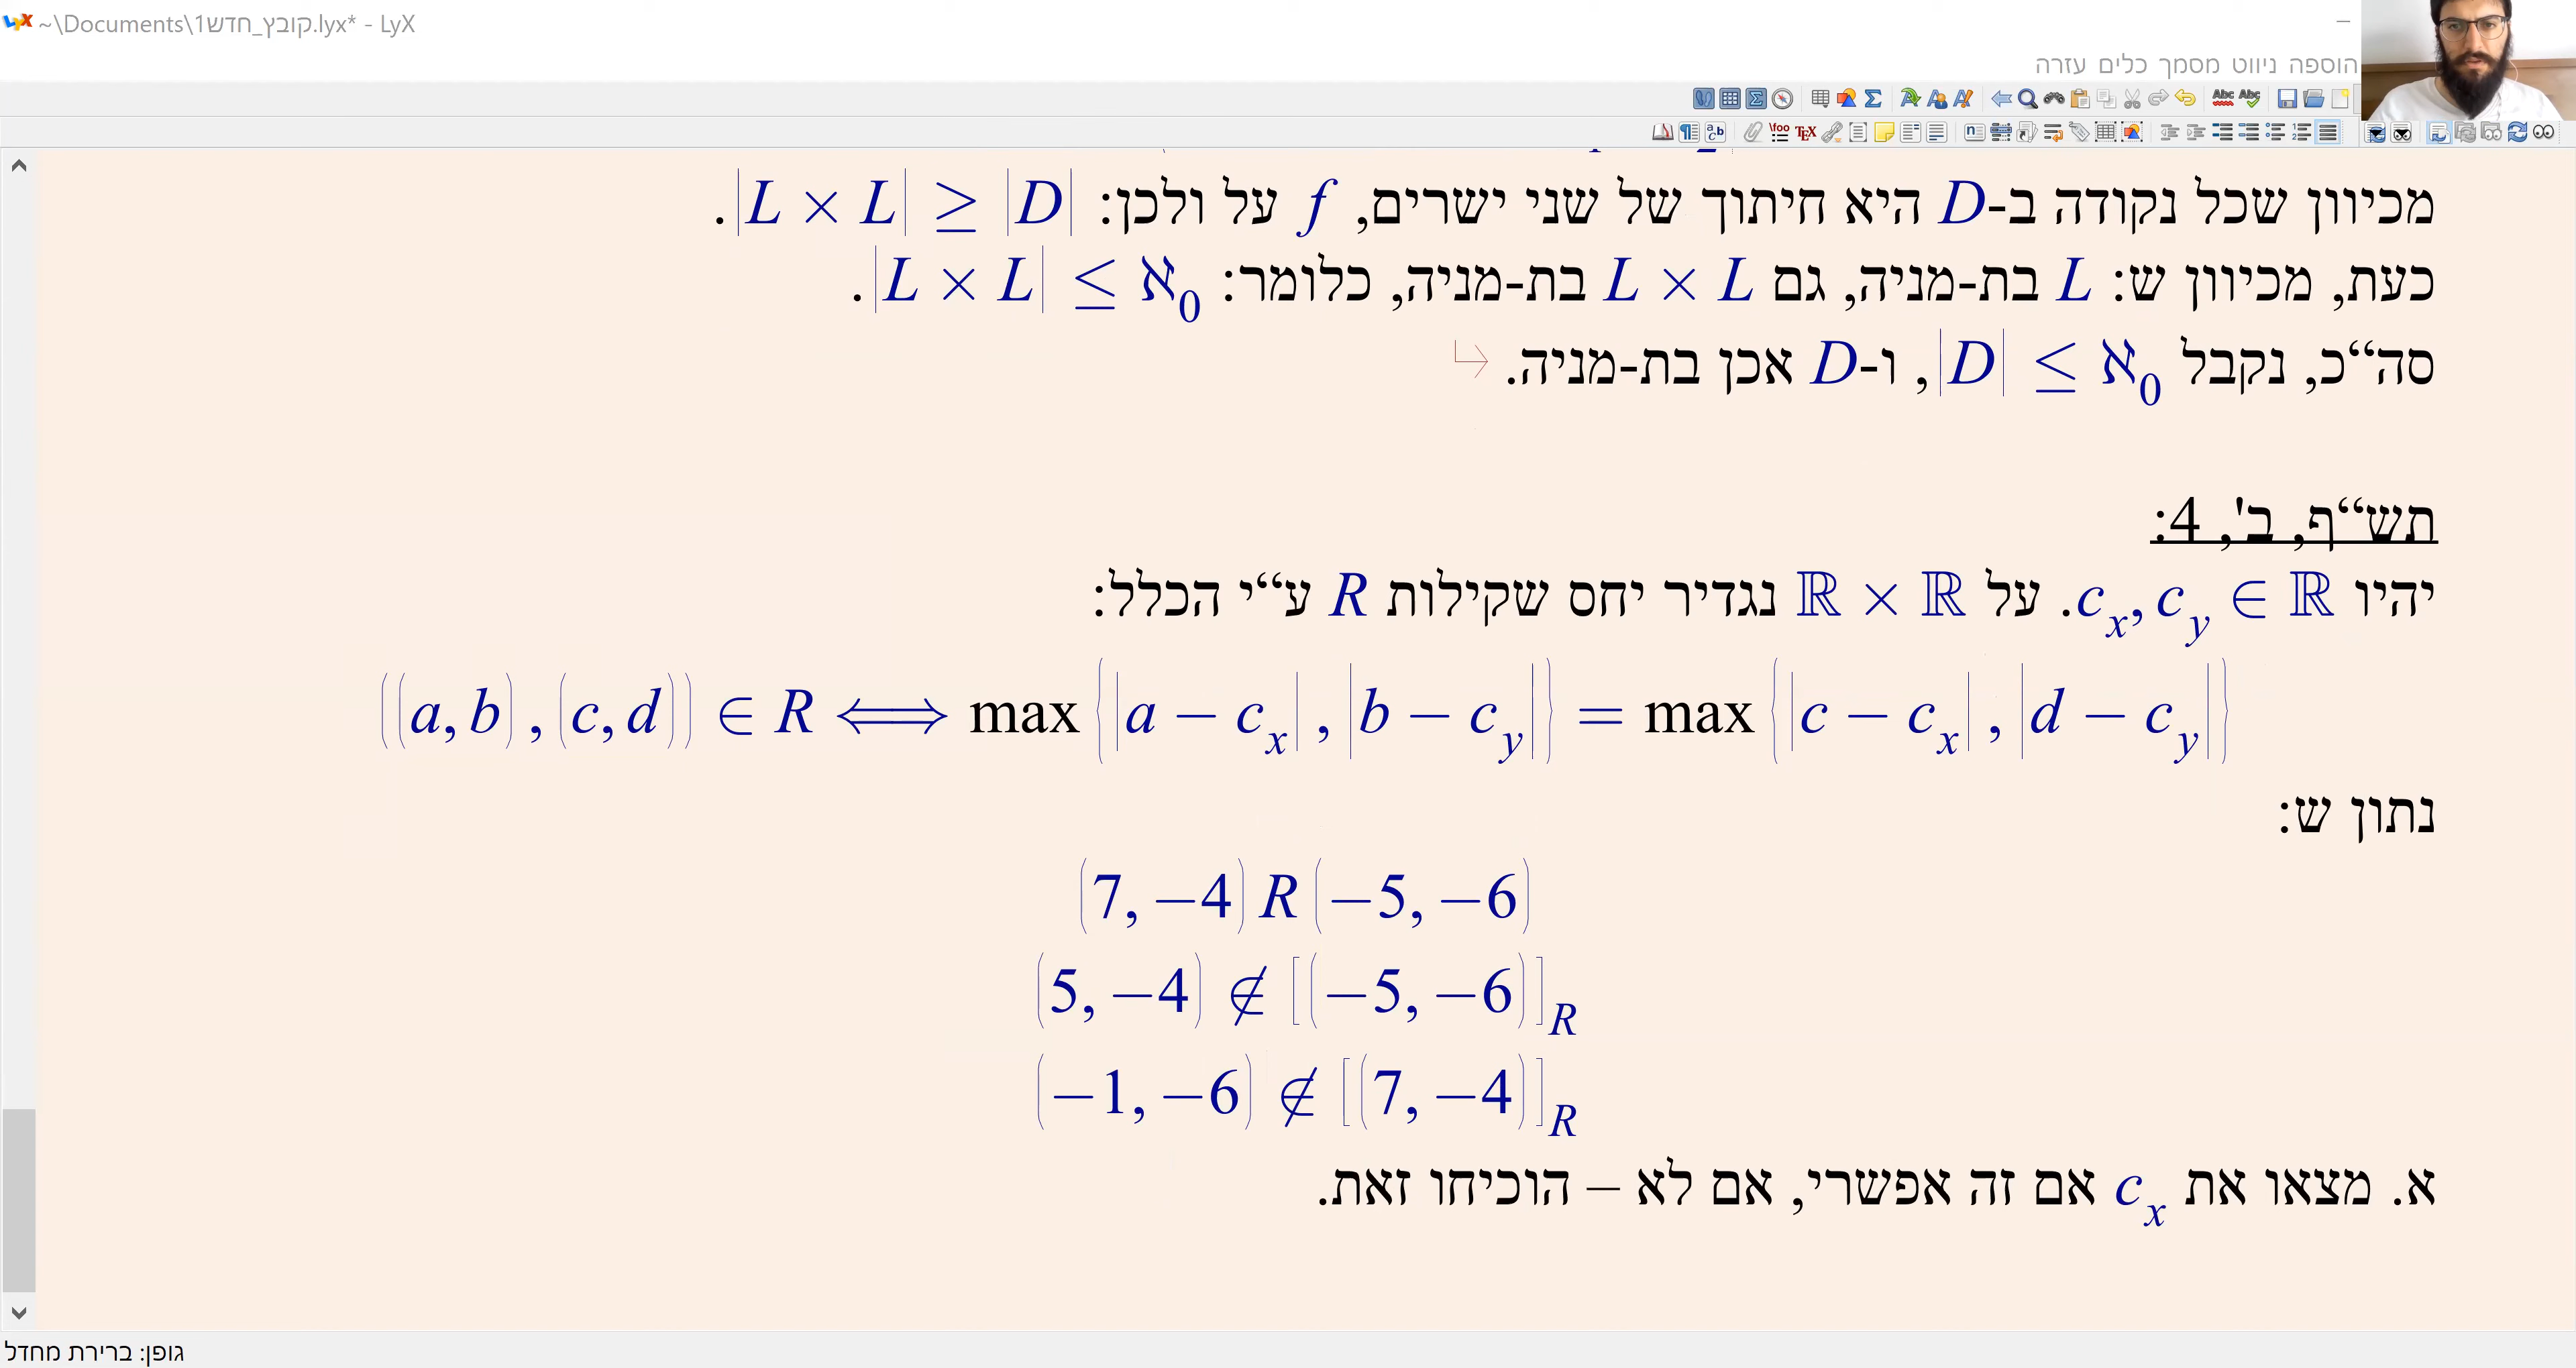 ~\Documents\קובץ_חדש1.lyx* - LyX
הוספה ניווט מסמך כלים עזרה
מכיוון שכל נקודה ב-D היא חיתוך של שני ישרים, f על ולכן: |L × L| ≥ |D|.
כעת, מכיוון ש: L בת-מניה, גם L × L בת-מניה, כלומר: |L × L| ≤ ℵ₀.
סה“כ, נקבל |D| ≤ ℵ₀, ו-D אכן בת-מניה.
תש“ף, ב', 4:
יהיו c_x, c_y ∈ ℝ. על ℝ × ℝ נגדיר יחס שקילות R ע“י הכלל:
((a, b), (c, d)) ∈ R ⟺ max{|a − c_x|, |b − c_y|} = max{|c − c_x|, |d − c_y|}
נתון ש:
(7, −4) R (−5, −6)
(5, −4) ∉ [(−5, −6)]_R
(−1, −6) ∉ [(7, −4)]_R
א. מצאו את c_x אם זה אפשרי, אם לא – הוכיחו זאת.
גופן: ברירת מחדל